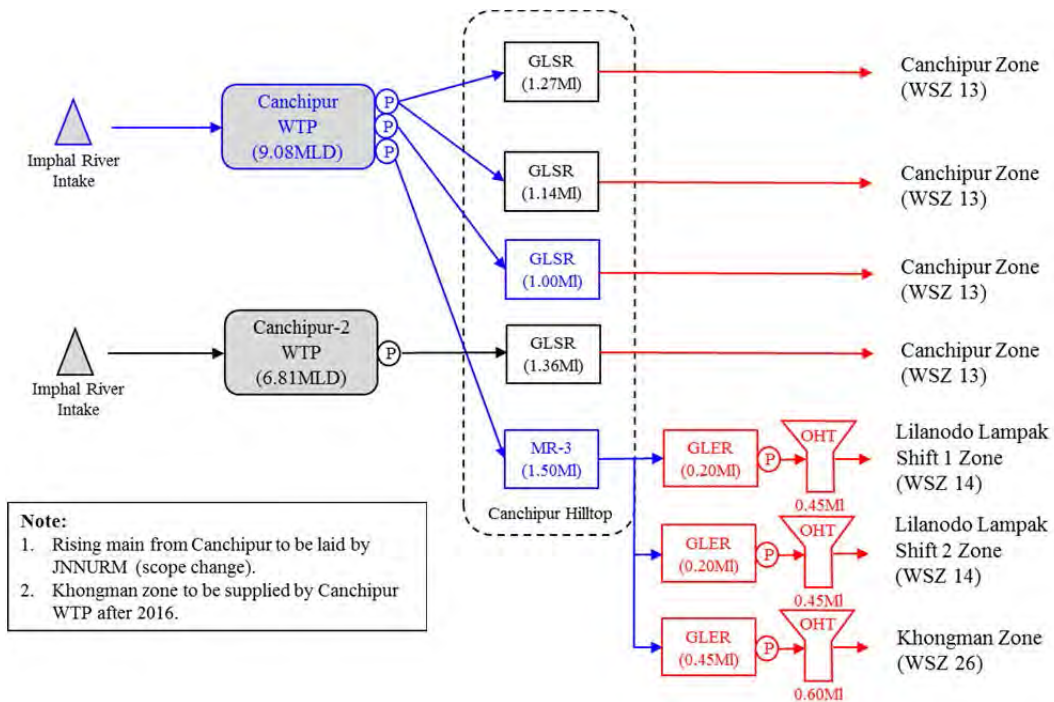 GLSR
(1.27Ml)
Canchipur Zone
(WSZ 13)
Imphal River
Intake
Canchipur
WTP
(9.08MLD)
P
P
P
GLSR
(1.14Ml)
Canchipur Zone
(WSZ 13)
GLSR
(1.00Ml)
Canchipur Zone
(WSZ 13)
Imphal River
Intake
Canchipur-2
WTP
(6.81MLD)
P
GLSR
(1.36Ml)
Canchipur Zone
(WSZ 13)
MR-3
(1.50Ml)
Canchipur Hilltop
GLER
(0.20Ml)
P
OHT
0.45Ml
Lilanodo Lampak
Shift 1 Zone
(WSZ 14)
GLER
(0.20Ml)
P
OHT
0.45Ml
Lilanodo Lampak
Shift 2 Zone
(WSZ 14)
GLER
(0.45Ml)
P
OHT
0.60Ml
Khongman Zone
(WSZ 26)
Note:
1. Rising main from Canchipur to be laid by
JNNURM (scope change).
2. Khongman zone to be supplied by Canchipur
WTP after 2016.